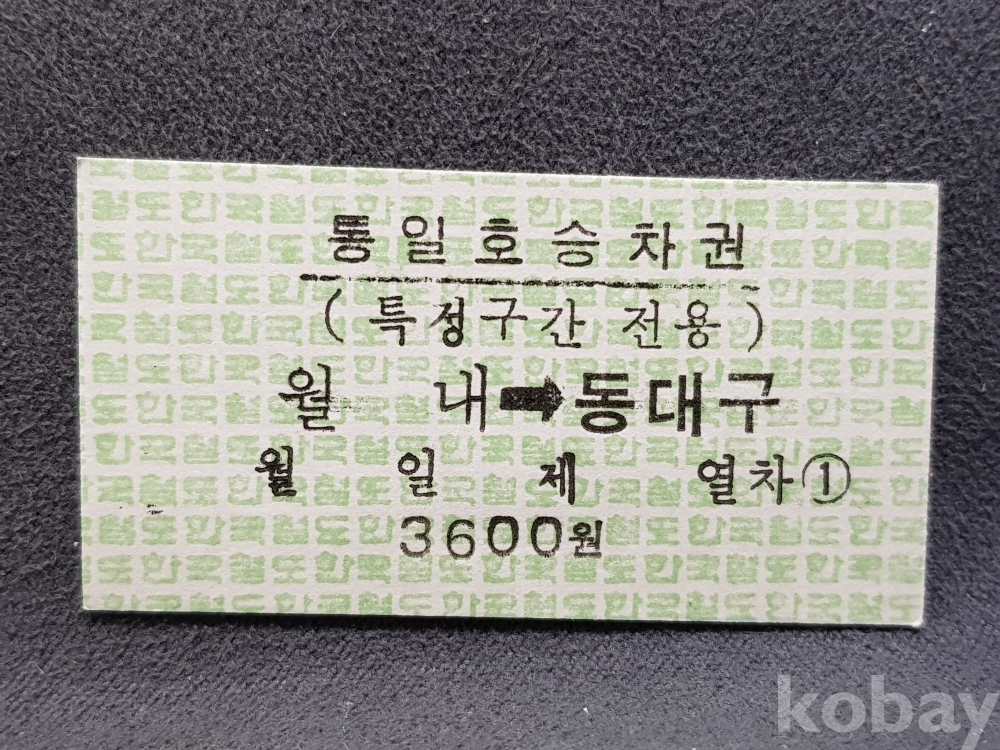 통일호승차권
(특정구간 전용)
월 내➡동대구
월 일 제 열차①
3600원
kobay